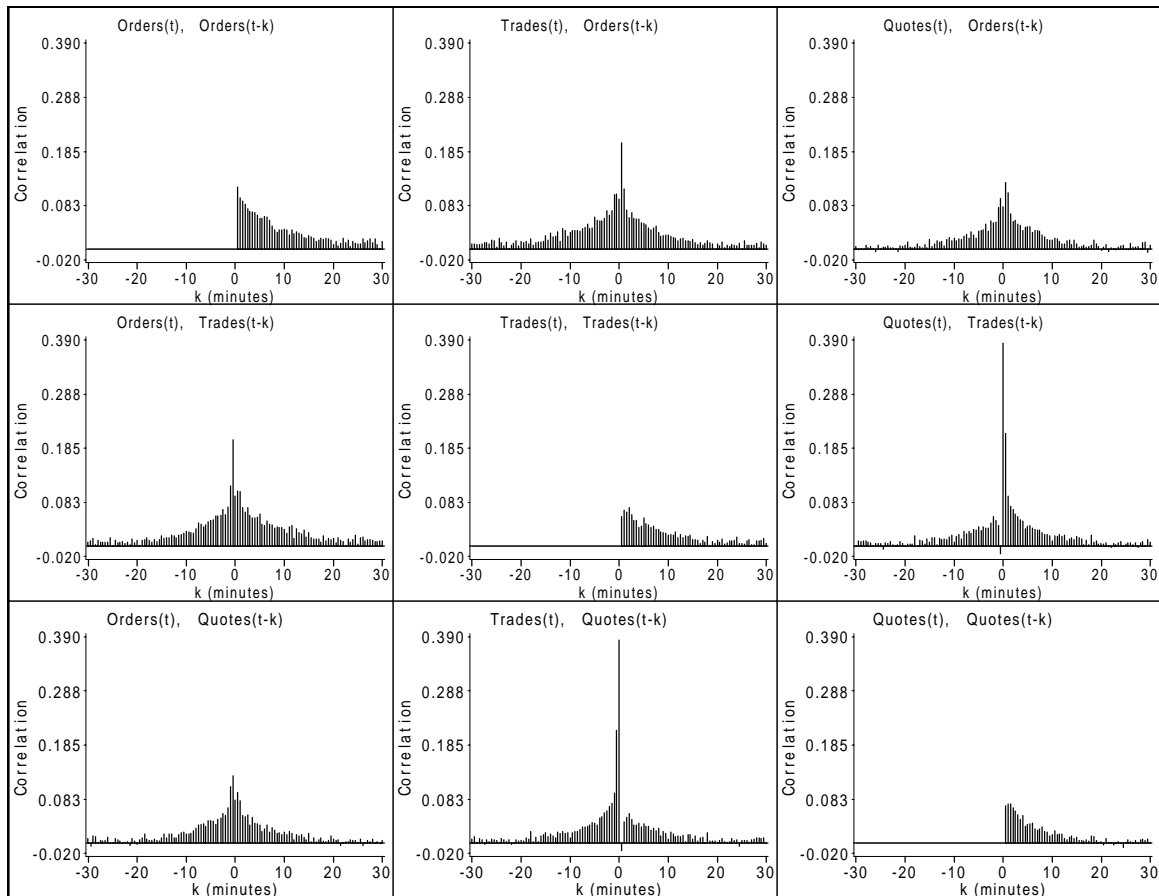 Orders(t), Orders(t-k)
0.390
0.288
0.185
0.083
-0.020
Correlation
-30 -20 -10 0 10 20 30
k (minutes)
Trades(t), Orders(t-k)
0.390
0.288
0.185
0.083
-0.020
Correlation
-30 -20 -10 0 10 20 30
k (minutes)
Quotes(t), Orders(t-k)
0.390
0.288
0.185
0.083
-0.020
Correlation
-30 -20 -10 0 10 20 30
k (minutes)
Orders(t), Trades(t-k)
0.390
0.288
0.185
0.083
-0.020
Correlation
-30 -20 -10 0 10 20 30
k (minutes)
Trades(t), Trades(t-k)
0.390
0.288
0.185
0.083
-0.020
Correlation
-30 -20 -10 0 10 20 30
k (minutes)
Quotes(t), Trades(t-k)
0.390
0.288
0.185
0.083
-0.020
Correlation
-30 -20 -10 0 10 20 30
k (minutes)
Orders(t), Quotes(t-k)
0.390
0.288
0.185
0.083
-0.020
Correlation
-30 -20 -10 0 10 20 30
k (minutes)
Trades(t), Quotes(t-k)
0.390
0.288
0.185
0.083
-0.020
Correlation
-30 -20 -10 0 10 20 30
k (minutes)
Quotes(t), Quotes(t-k)
0.390
0.288
0.185
0.083
-0.020
Correlation
-30 -20 -10 0 10 20 30
k (minutes)